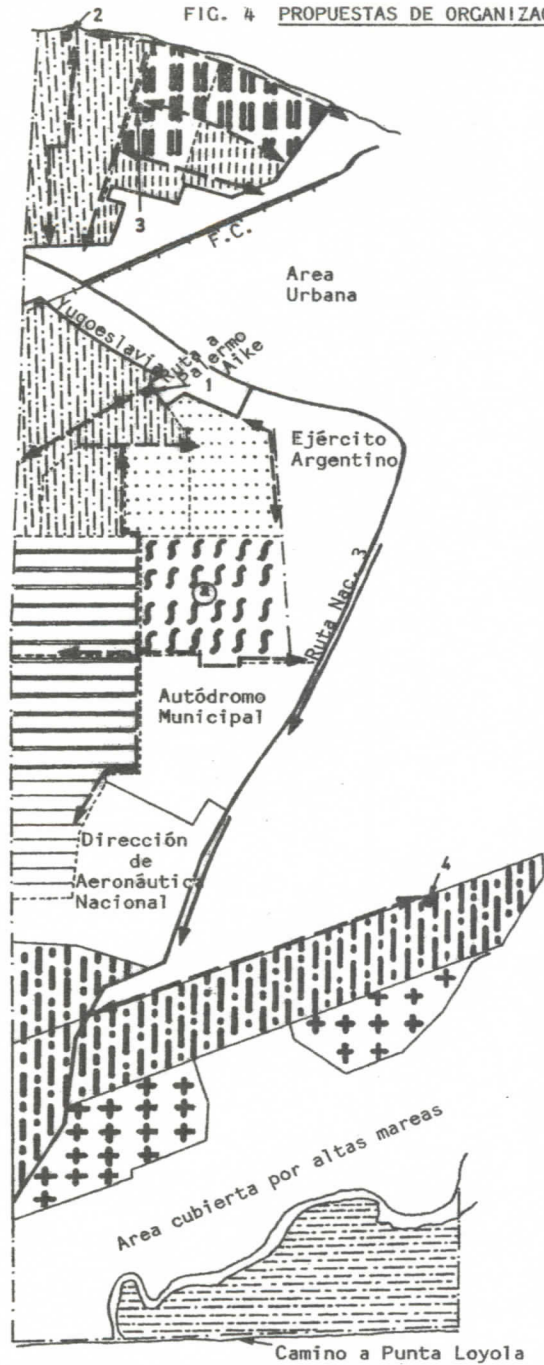 FIG. 4 PROPUESTAS DE ORGANIZAC
2
3
F.C.
Area
Urbana
Yugoeslavia
Ruta a
Palermo
Aike
1
Ejército
Argentino
Ruta Nac. 3
Autódromo
Municipal
Dirección
de
Aeronáutica
Nacional
4
Area cubierta por altas mareas
Camino a Punta Loyola